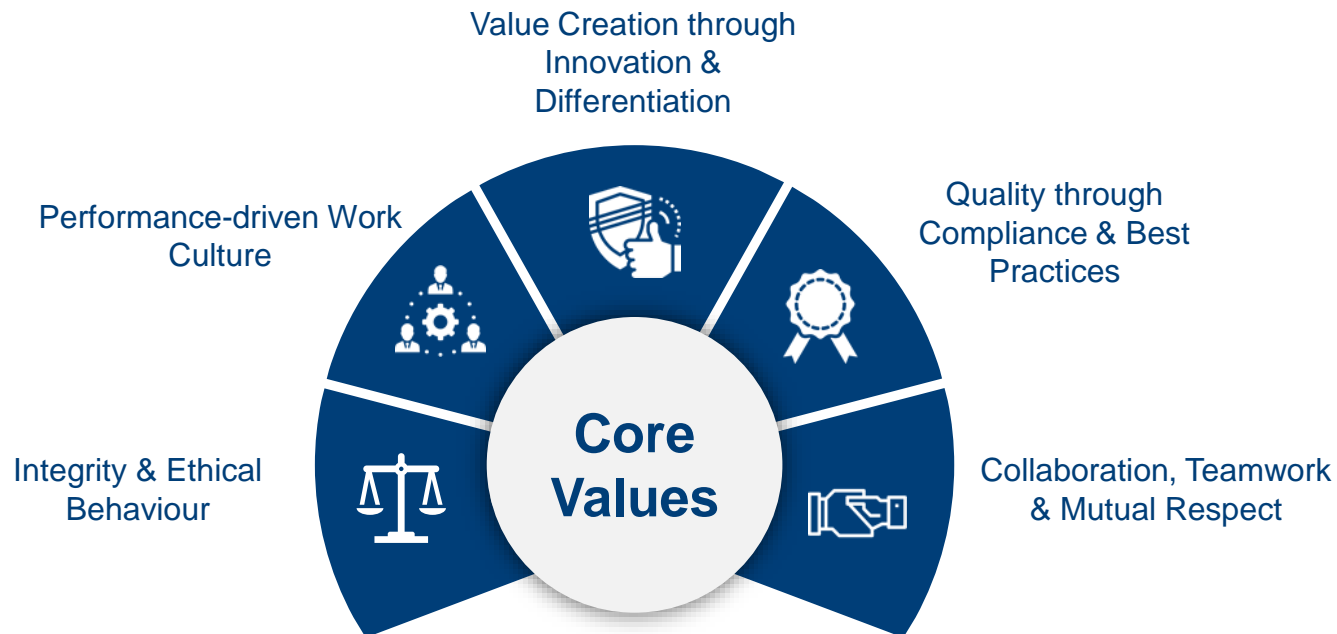 Value Creation through
Innovation &
Differentiation
Performance-driven Work
Culture
Quality through
Compliance & Best
Practices
Integrity & Ethical
Behaviour
Core
Values
Collaboration, Teamwork
& Mutual Respect